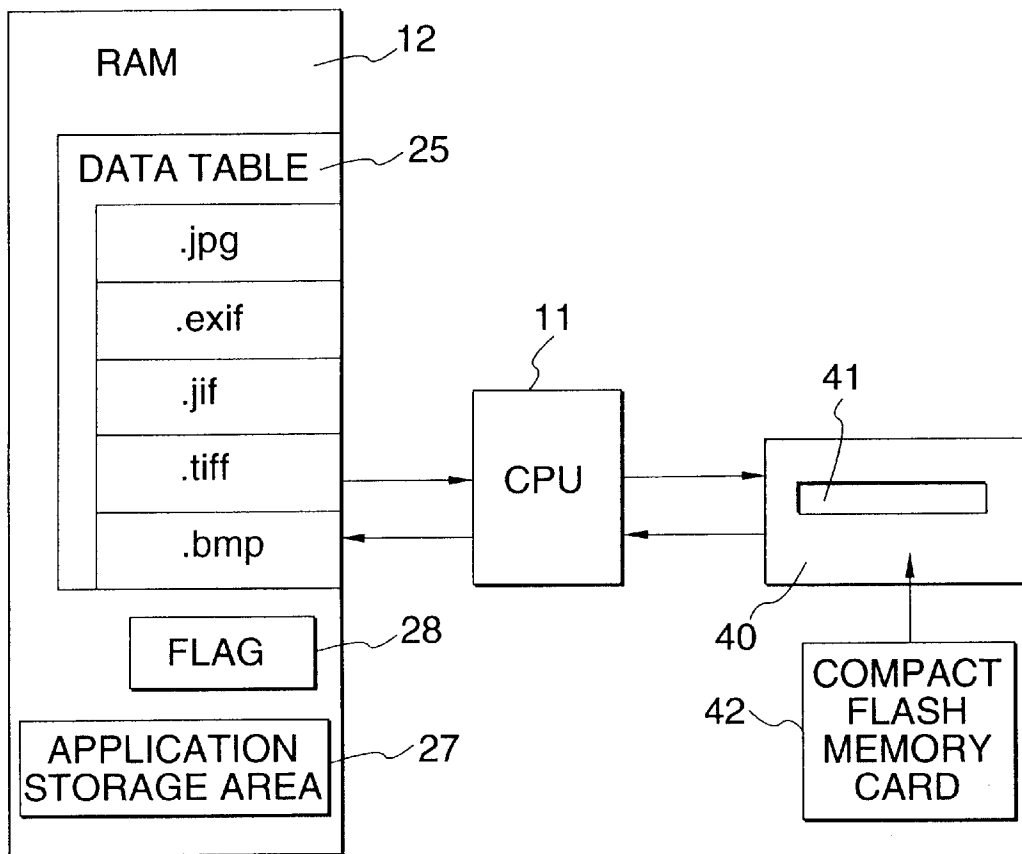 RAM
12
DATA TABLE
25
.jpg
.exif
.jif
.tiff
.bmp
FLAG
28
APPLICATION
STORAGE AREA
27
11
CPU
41
40
COMPACT
FLASH
MEMORY
CARD
42